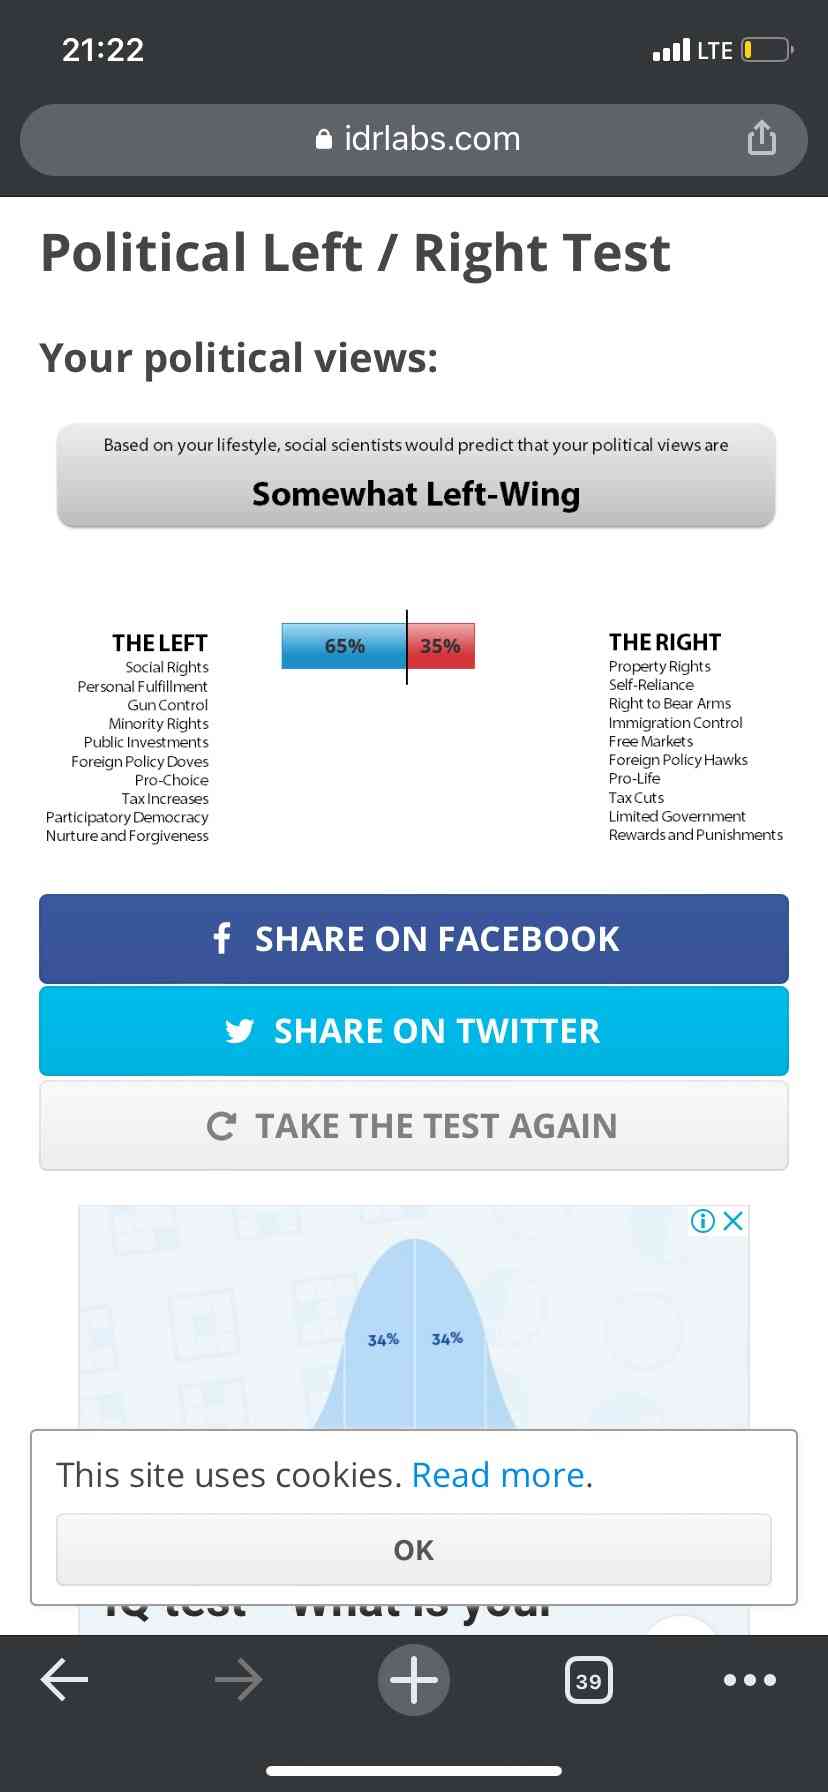 21:22
LTE
idrlabs.com
Political Left / Right Test
Your political views:
Based on your lifestyle, social scientists would predict that your political views are
Somewhat Left-Wing
THE LEFT
Social Rights
Personal Fulfillment
Gun Control
Minority Rights
Public Investments
Foreign Policy Doves
Pro-Choice
Tax Increases
Participatory Democracy
Nurture and Forgiveness
65% 35%
THE RIGHT
Property Rights
Self-Reliance
Right to Bear Arms
Immigration Control
Free Markets
Foreign Policy Hawks
Pro-Life
Tax Cuts
Limited Government
Rewards and Punishments
SHARE ON FACEBOOK
SHARE ON TWITTER
TAKE THE TEST AGAIN
34% 34%
This site uses cookies. Read more.
OK
IQ test What is your
39